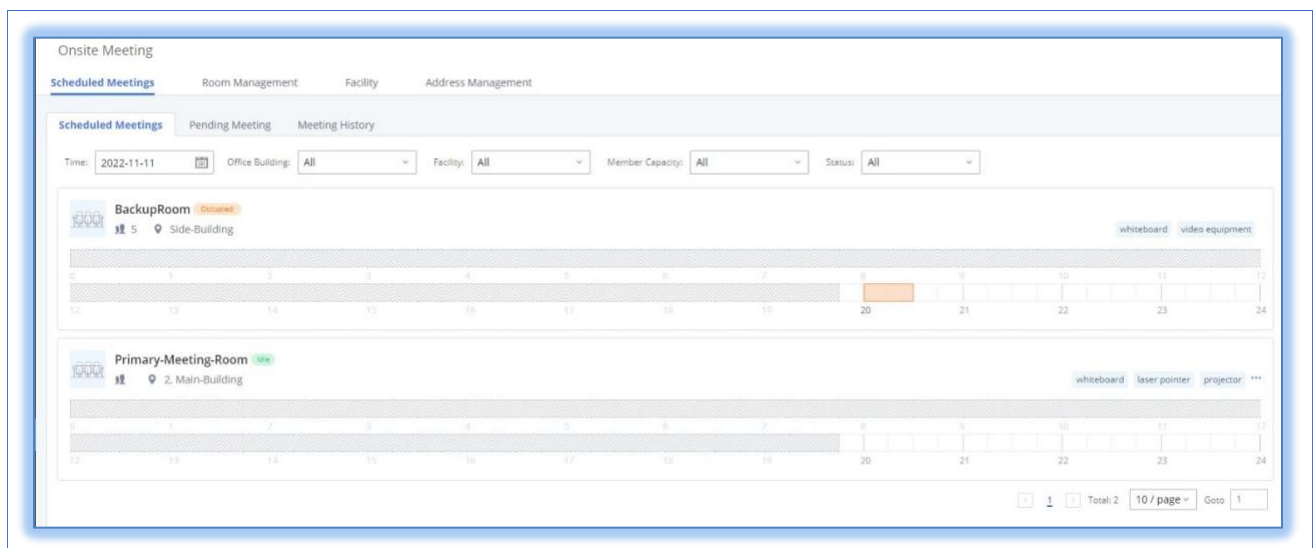 Onsite Meeting
Scheduled Meetings Room Management Facility Address Management
Scheduled Meetings Pending Meeting Meeting History
Time: 2022-11-11 Office Building: All Facility: All Member Capacity: All Status: All
BackupRoom Occupied
5 Side-Building whiteboard video equipment
0 1 2 3 4 5 6 7 8 9 10 11 12
12 13 14 15 16 17 18 19 20 21 22 23 24
Primary-Meeting-Room Idle
2, Main-Building whiteboard laser pointer projector •••
0 1 2 3 4 5 6 7 8 9 10 11 12
12 13 14 15 16 17 18 19 20 21 22 23 24
< 1 > Total: 2 10 / page Goto 1